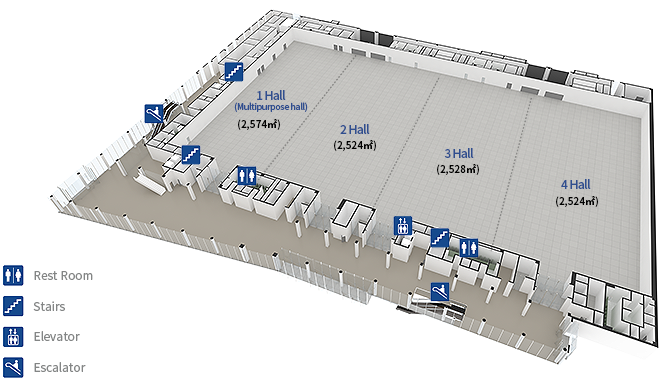 1 Hall
(Multipurpose hall)
(2,574㎡)
2 Hall
(2,524㎡)
3 Hall
(2,528㎡)
4 Hall
(2,524㎡)
Rest Room
Stairs
Elevator
Escalator